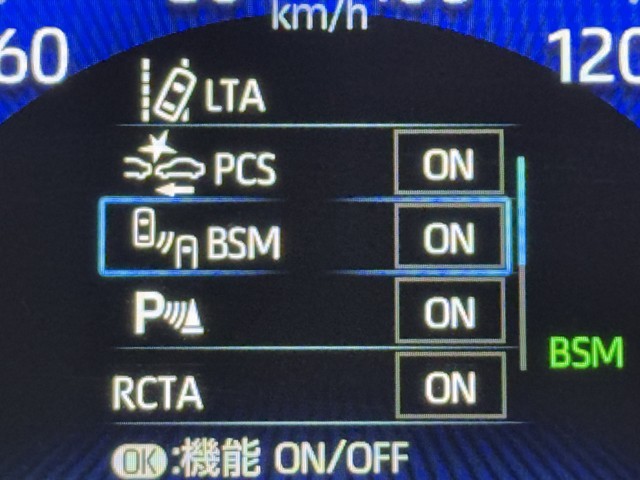 km/h
60
120
LTA
PCS ON
BSM ON
P ON
BSM
RCTA ON
OK:機能 ON/OFF